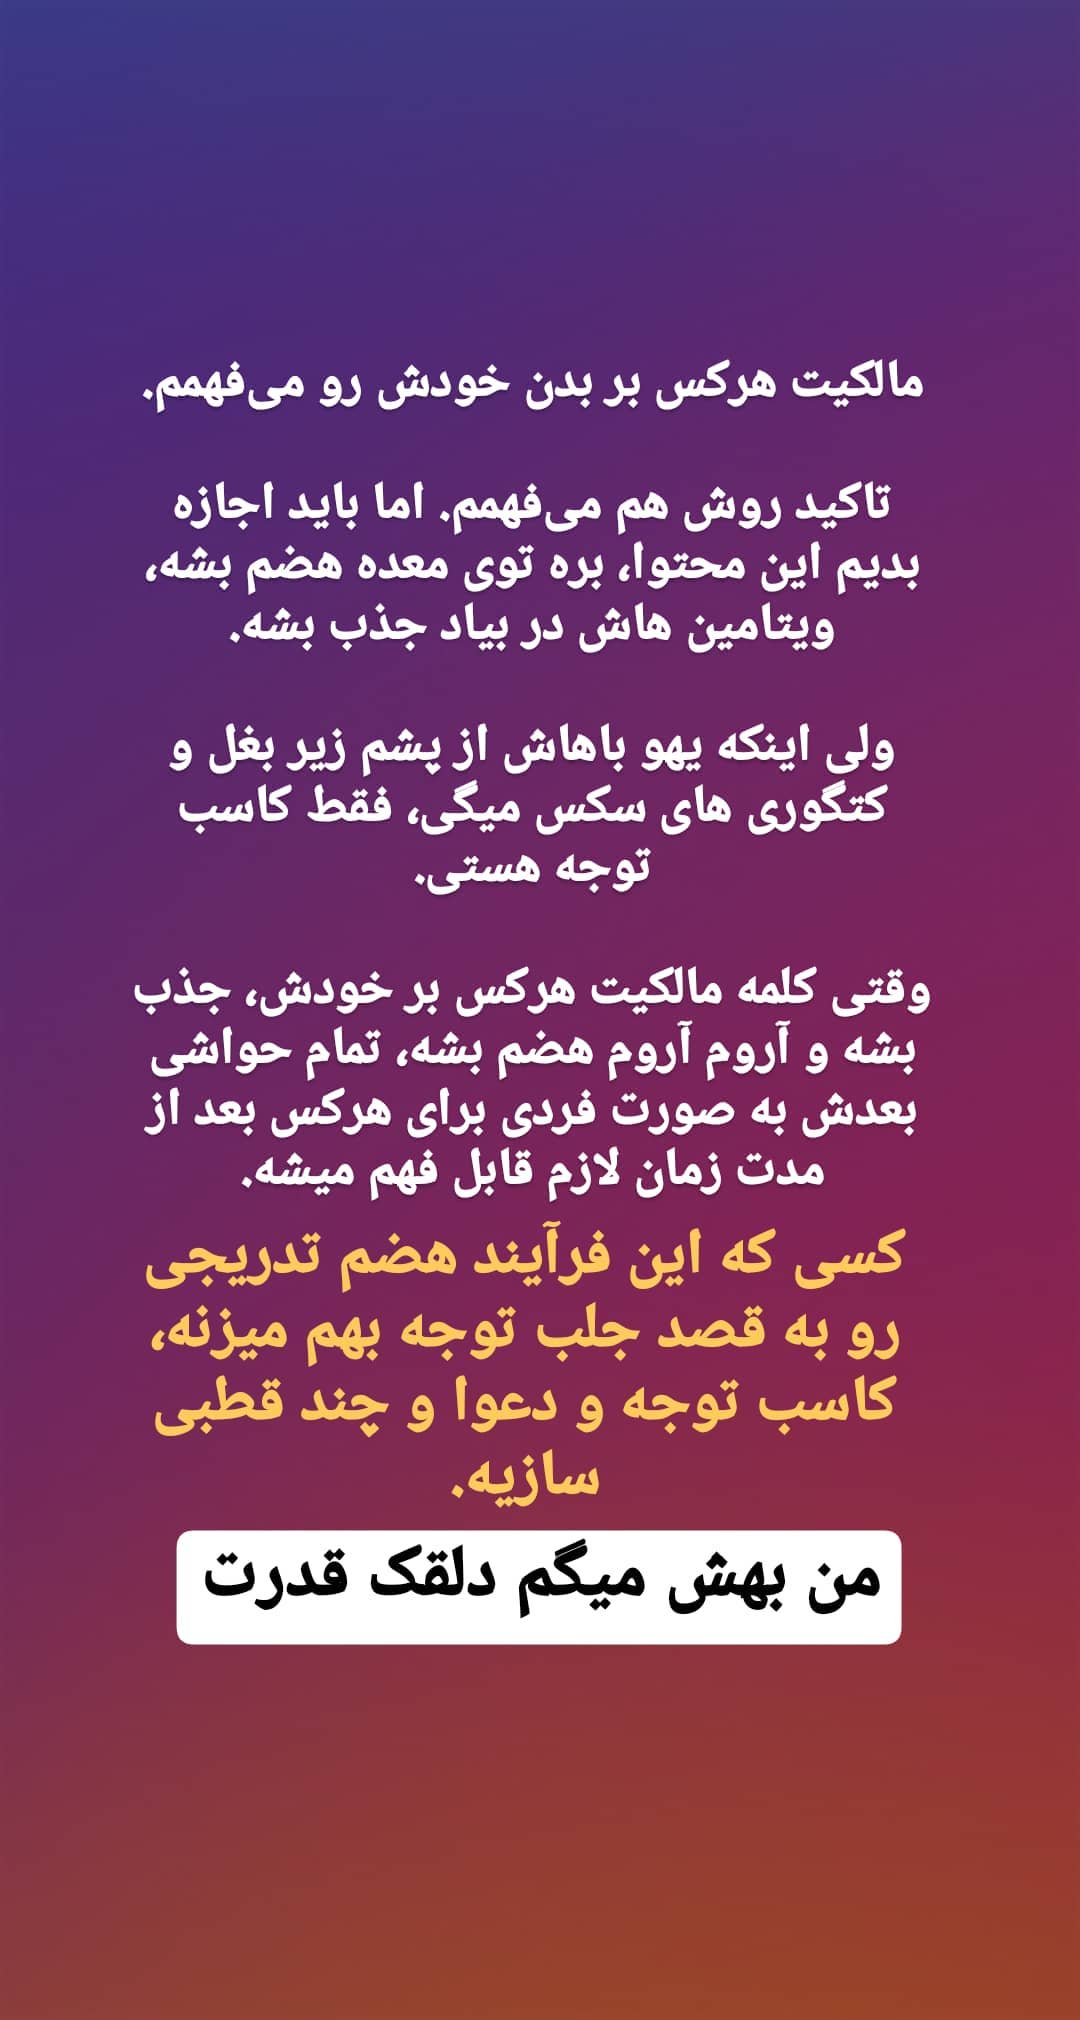 مالکیت هرکس بر بدن خودش رو می‌فهمم.
تاکید روش هم می‌فهمم. اما باید اجازه
بدیم این محتوا، بره توی معده هضم بشه،
ویتامین هاش در بیاد جذب بشه.
ولی اینکه یهو باهاش از پشم زیر بغل و
کتگوری های سکس میگی، فقط کاسب
توجه هستی.
وقتی کلمه مالکیت هرکس بر خودش، جذب
بشه و آروم آروم هضم بشه، تمام حواشی
بعدش به صورت فردی برای هرکس بعد از
مدت زمان لازم قابل فهم میشه.
کسی که این فرآیند هضم تدریجی
رو به قصد جلب توجه بهم میزنه،
کاسب توجه و دعوا و چند قطبی
سازیه.
من بهش میگم دلقک قدرت